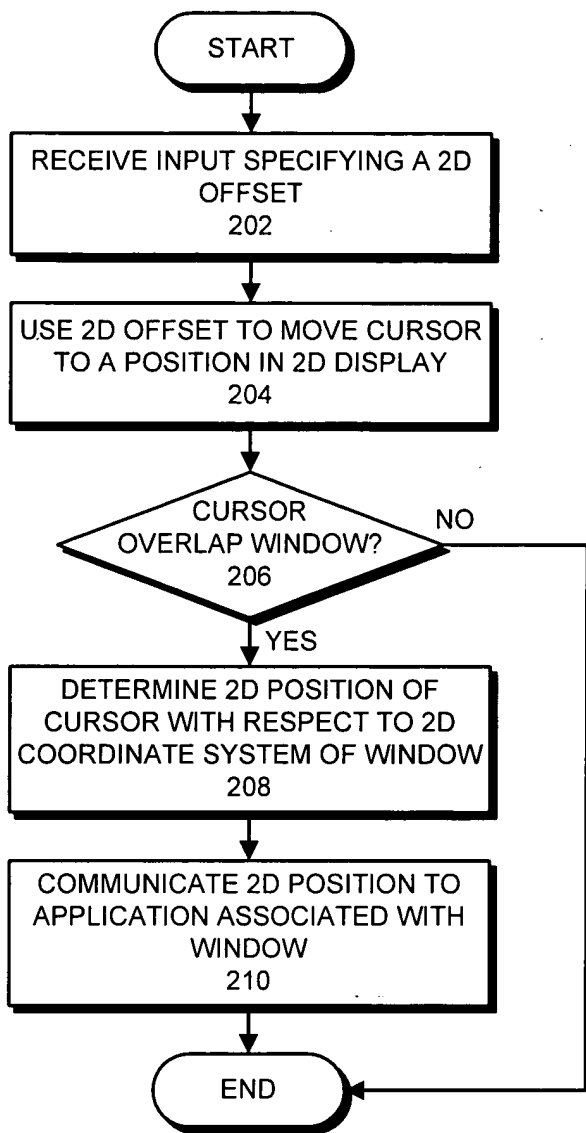 START
RECEIVE INPUT SPECIFYING A 2D
OFFSET
202
USE 2D OFFSET TO MOVE CURSOR
TO A POSITION IN 2D DISPLAY
204
CURSOR
OVERLAP WINDOW?
206
NO
YES
DETERMINE 2D POSITION OF
CURSOR WITH RESPECT TO 2D
COORDINATE SYSTEM OF WINDOW
208
COMMUNICATE 2D POSITION TO
APPLICATION ASSOCIATED WITH
WINDOW
210
END